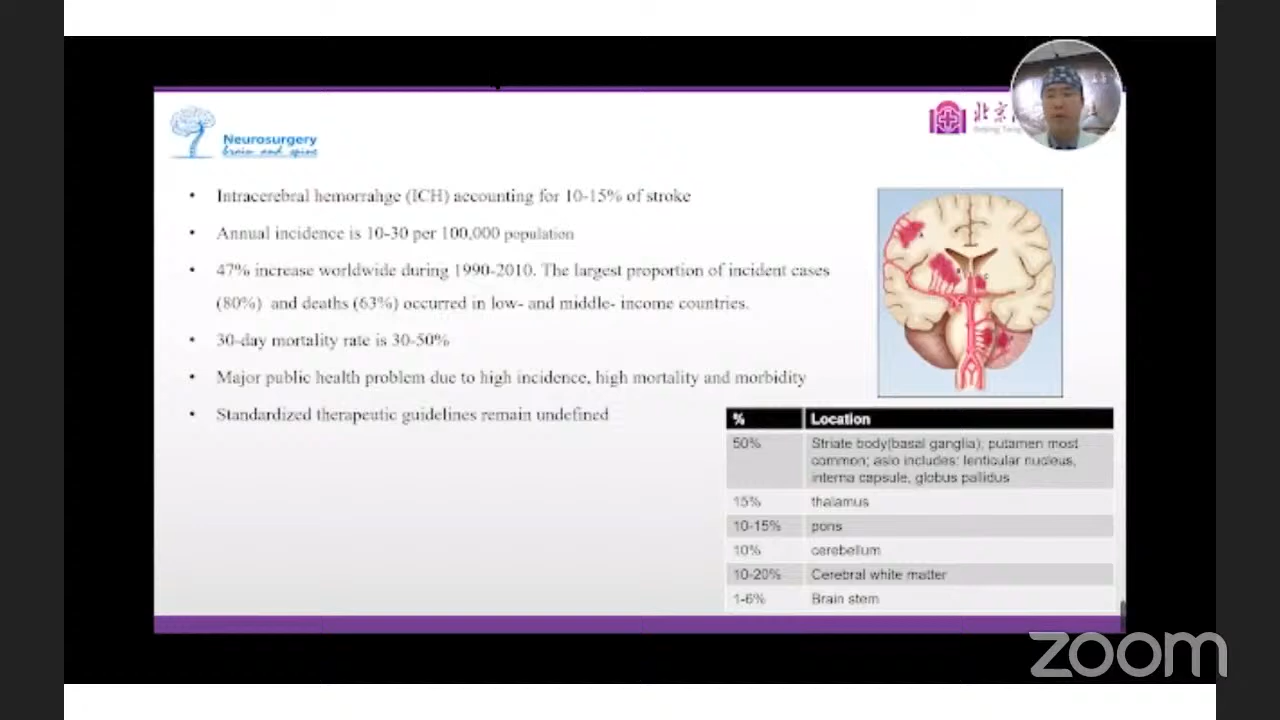 Neurosurgery
brain and spine
北京
• Intracerebral hemorrahge (ICH) accounting for 10-15% of stroke
• Annual incidence is 10-30 per 100,000 population
• 47% increase worldwide during 1990-2010. The largest proportion of incident cases
(80%) and deaths (63%) occurred in low- and middle- income countries.
• 30-day mortality rate is 30-50%
• Major public health problem due to high incidence, high mortality and morbidity
• Standardized therapeutic guidelines remain undefined
% Location
50% Striate body(basal ganglia); putamen most
common; aslo includes: lenticular nucleus,
interna capsule, globus pallidus
15% thalamus
10-15% pons
10% cerebellum
10-20% Cerebral white matter
1-6% Brain stem
zoom